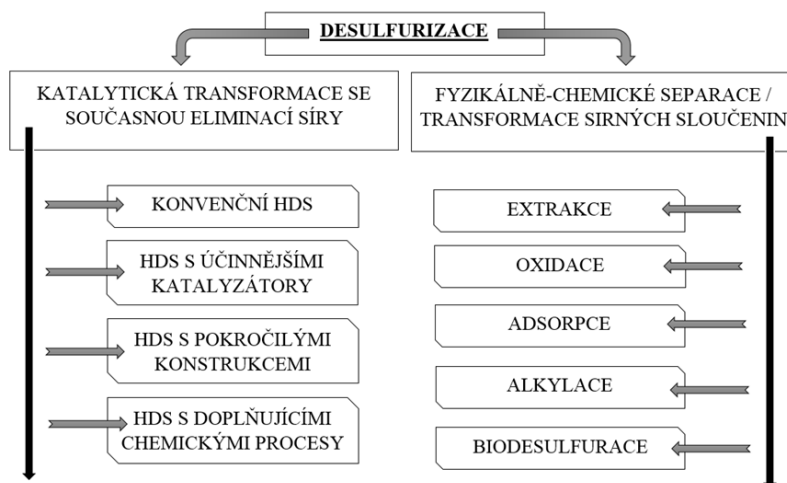 DESULFURIZACE
KATALYTICKÁ TRANSFORMACE SE
SOUČASNOU ELIMINACÍ SÍRY
KONVENČNÍ HDS
HDS S ÚČINNĚJŠÍMI
KATALYZÁTORY
HDS S POKROČILÝMI
KONSTRUKCEMI
HDS S DOPLŇUJÍCÍMI
CHEMICKÝMI PROCESY
FYZIKÁLNĚ-CHEMICKÉ SEPARACE /
TRANSFORMACE SIRNÝCH SLOUČENIN
EXTRAKCE
OXIDACE
ADSORPCE
ALKYLACE
BIODESULFURACE